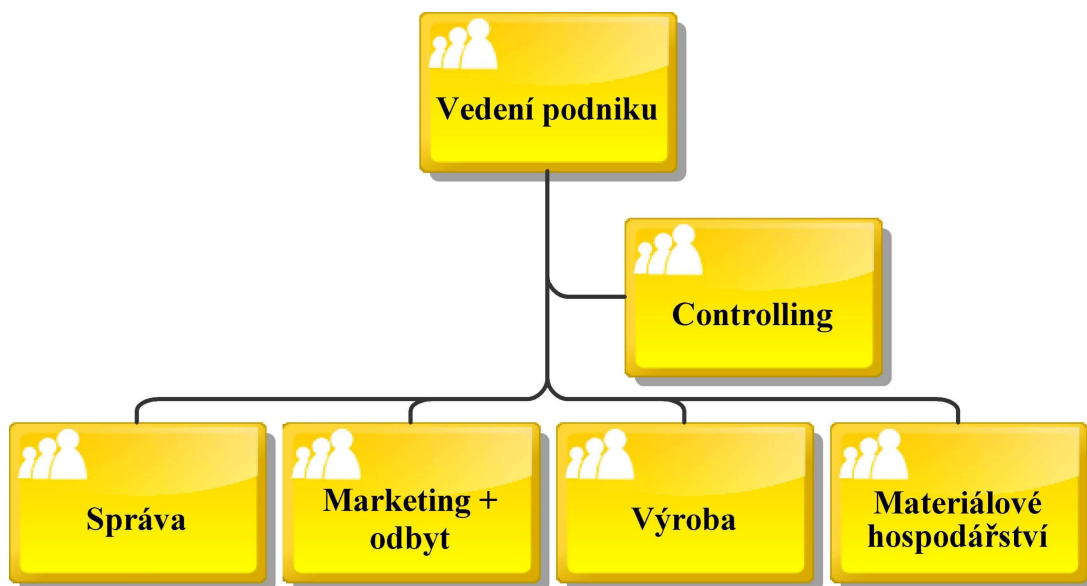 Vedení podniku
Controlling
Správa
Marketing +
odbyt
Výroba
Materiálové
hospodářství